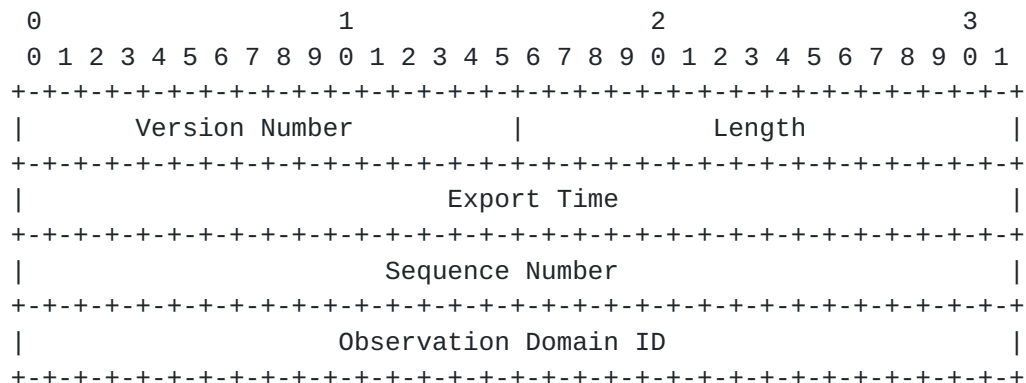 0                   1                   2                   3
0 1 2 3 4 5 6 7 8 9 0 1 2 3 4 5 6 7 8 9 0 1 2 3 4 5 6 7 8 9 0 1
+-+-+-+-+-+-+-+-+-+-+-+-+-+-+-+-+-+-+-+-+-+-+-+-+-+-+-+-+-+-+-+-+
|       Version Number          |            Length             |
+-+-+-+-+-+-+-+-+-+-+-+-+-+-+-+-+-+-+-+-+-+-+-+-+-+-+-+-+-+-+-+-+
|                           Export Time                         |
+-+-+-+-+-+-+-+-+-+-+-+-+-+-+-+-+-+-+-+-+-+-+-+-+-+-+-+-+-+-+-+-+
|                       Sequence Number                         |
+-+-+-+-+-+-+-+-+-+-+-+-+-+-+-+-+-+-+-+-+-+-+-+-+-+-+-+-+-+-+-+-+
|                    Observation Domain ID                      |
+-+-+-+-+-+-+-+-+-+-+-+-+-+-+-+-+-+-+-+-+-+-+-+-+-+-+-+-+-+-+-+-+